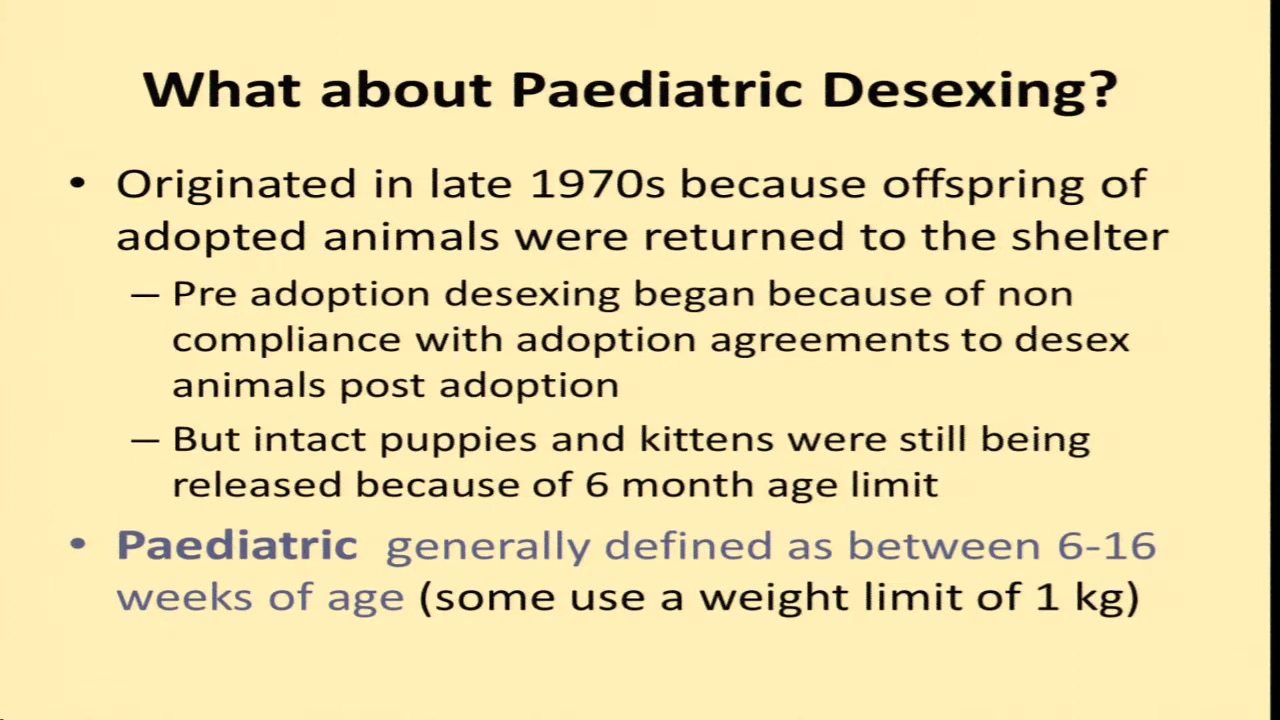 What about Paediatric Desexing?
• Originated in late 1970s because offspring of
adopted animals were returned to the shelter
– Pre adoption desexing began because of non
compliance with adoption agreements to desex
animals post adoption
– But intact puppies and kittens were still being
released because of 6 month age limit
• Paediatric generally defined as between 6-16
weeks of age (some use a weight limit of 1 kg)